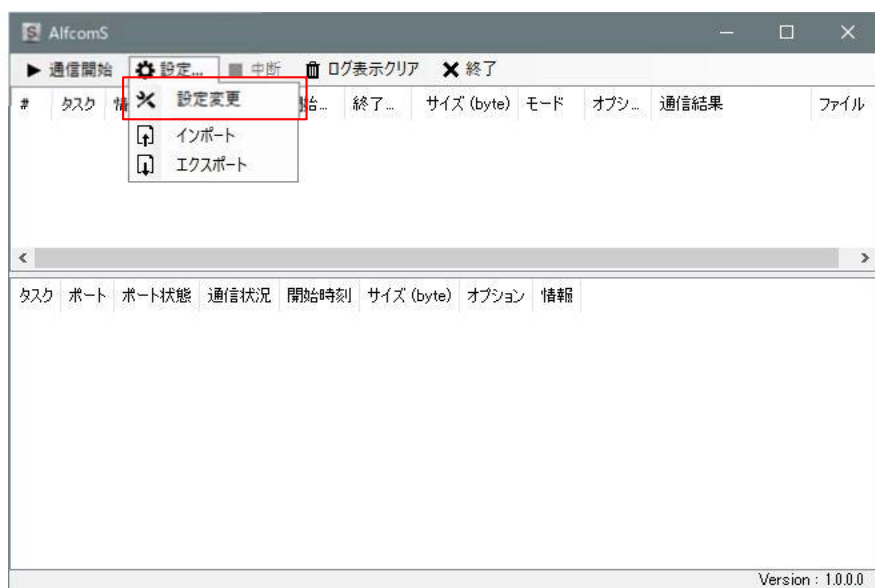 AlfcomS
通信開始 設定... 中断 ログ表示クリア 終了
設定変更
インポート
エクスポート
# タスク 終了... サイズ (byte) モード オプシ... 通信結果 ファイル
タスク ポート ポート状態 通信状況 開始時刻 サイズ (byte) オプション 情報
Version : 1.0.0.0